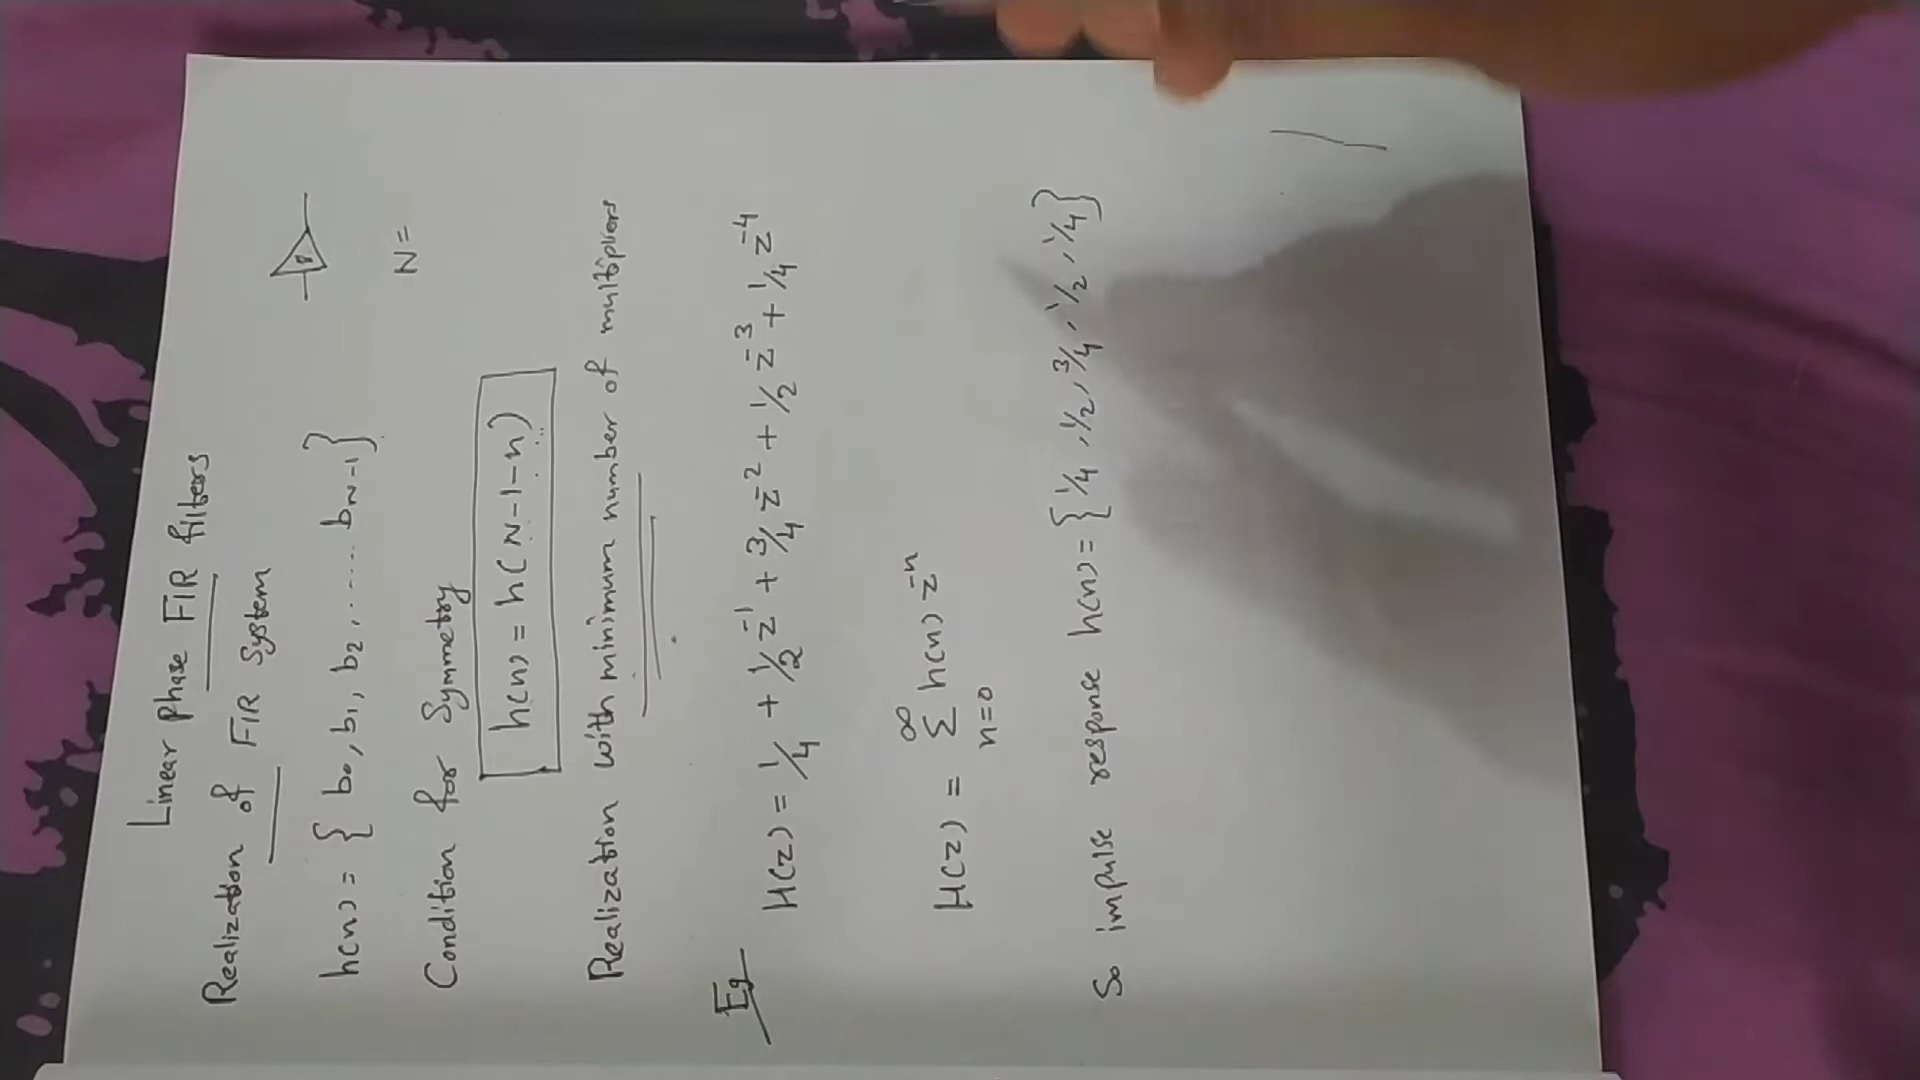 Linear Phase FIR filters
Realization of FIR System
h(n) = { b₀, b₁, b₂, .... bN-1 }
N =
Condition for Symmetry
h(n) = h(N-1-n)
Realization with minimum number of multipliers
Eg H(z) = 1/4 + 1/2 z⁻¹ + 3/4 z⁻² + 1/2 z⁻³ + 1/4 z⁻⁴
H(z) = ∞ Σ n=0 h(n) z⁻ⁿ
So impulse response h(n) = { 1/4, 1/2, 3/4, 1/2, 1/4 }